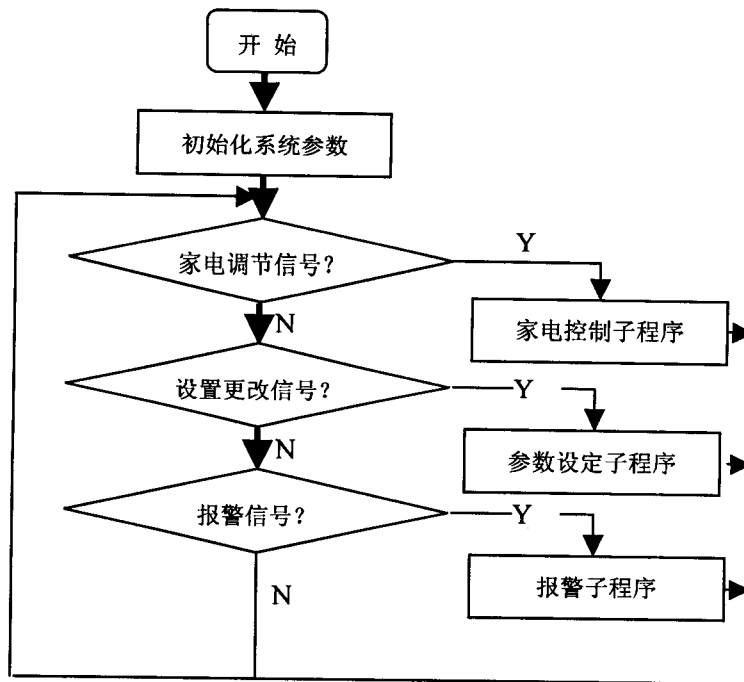 开 始
初始化系统参数
家电调节信号?
Y
家电控制子程序
N
设置更改信号?
Y
参数设定子程序
N
报警信号?
Y
报警子程序
N